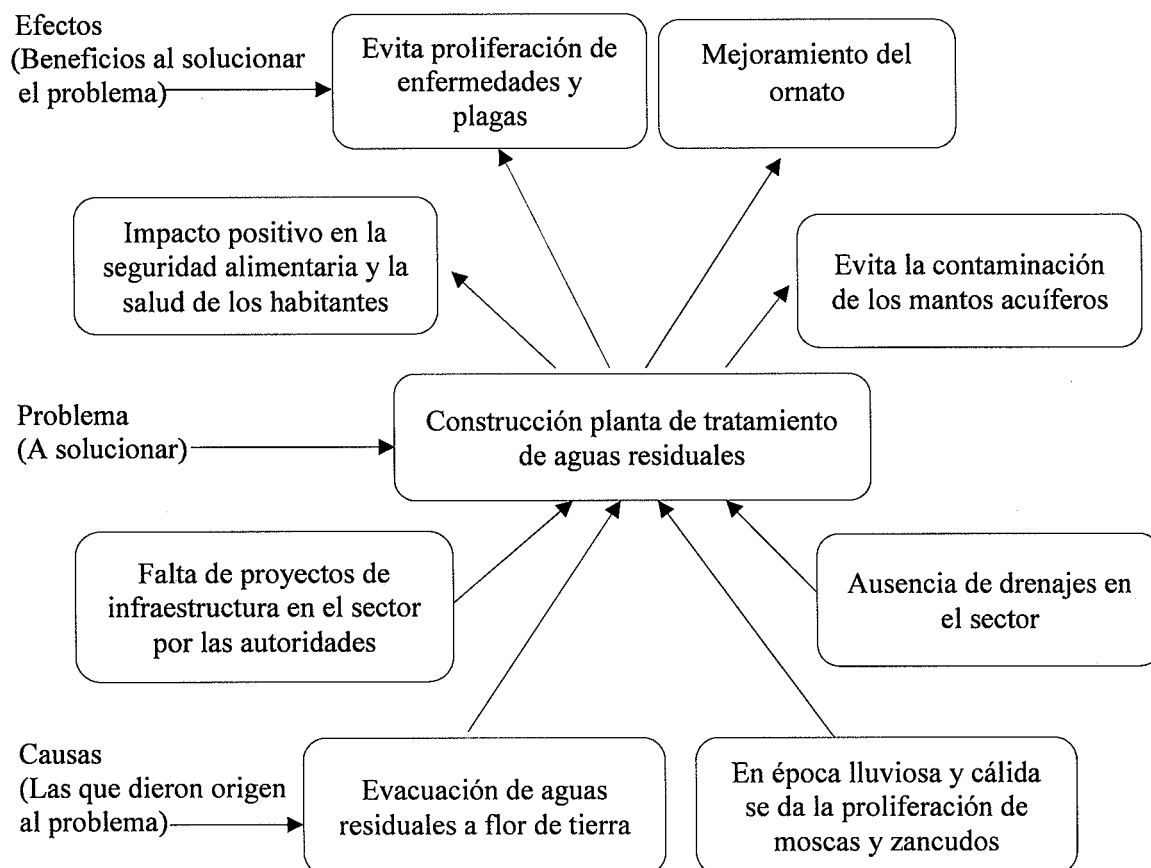 Efectos
(Beneficios al solucionar
el problema)
Evita proliferación de
enfermedades y
plagas
Mejoramiento del
ornato
Impacto positivo en la
seguridad alimentaria y la
salud de los habitantes
Evita la contaminación
de los mantos acuíferos
Problema
(A solucionar)
Construcción planta de tratamiento
de aguas residuales
Falta de proyectos de
infraestructura en el sector
por las autoridades
Ausencia de drenajes en
el sector
Causas
(Las que dieron origen
al problema)
Evacuación de aguas
residuales a flor de tierra
En época lluviosa y cálida
se da la proliferación de
moscas y zancudos